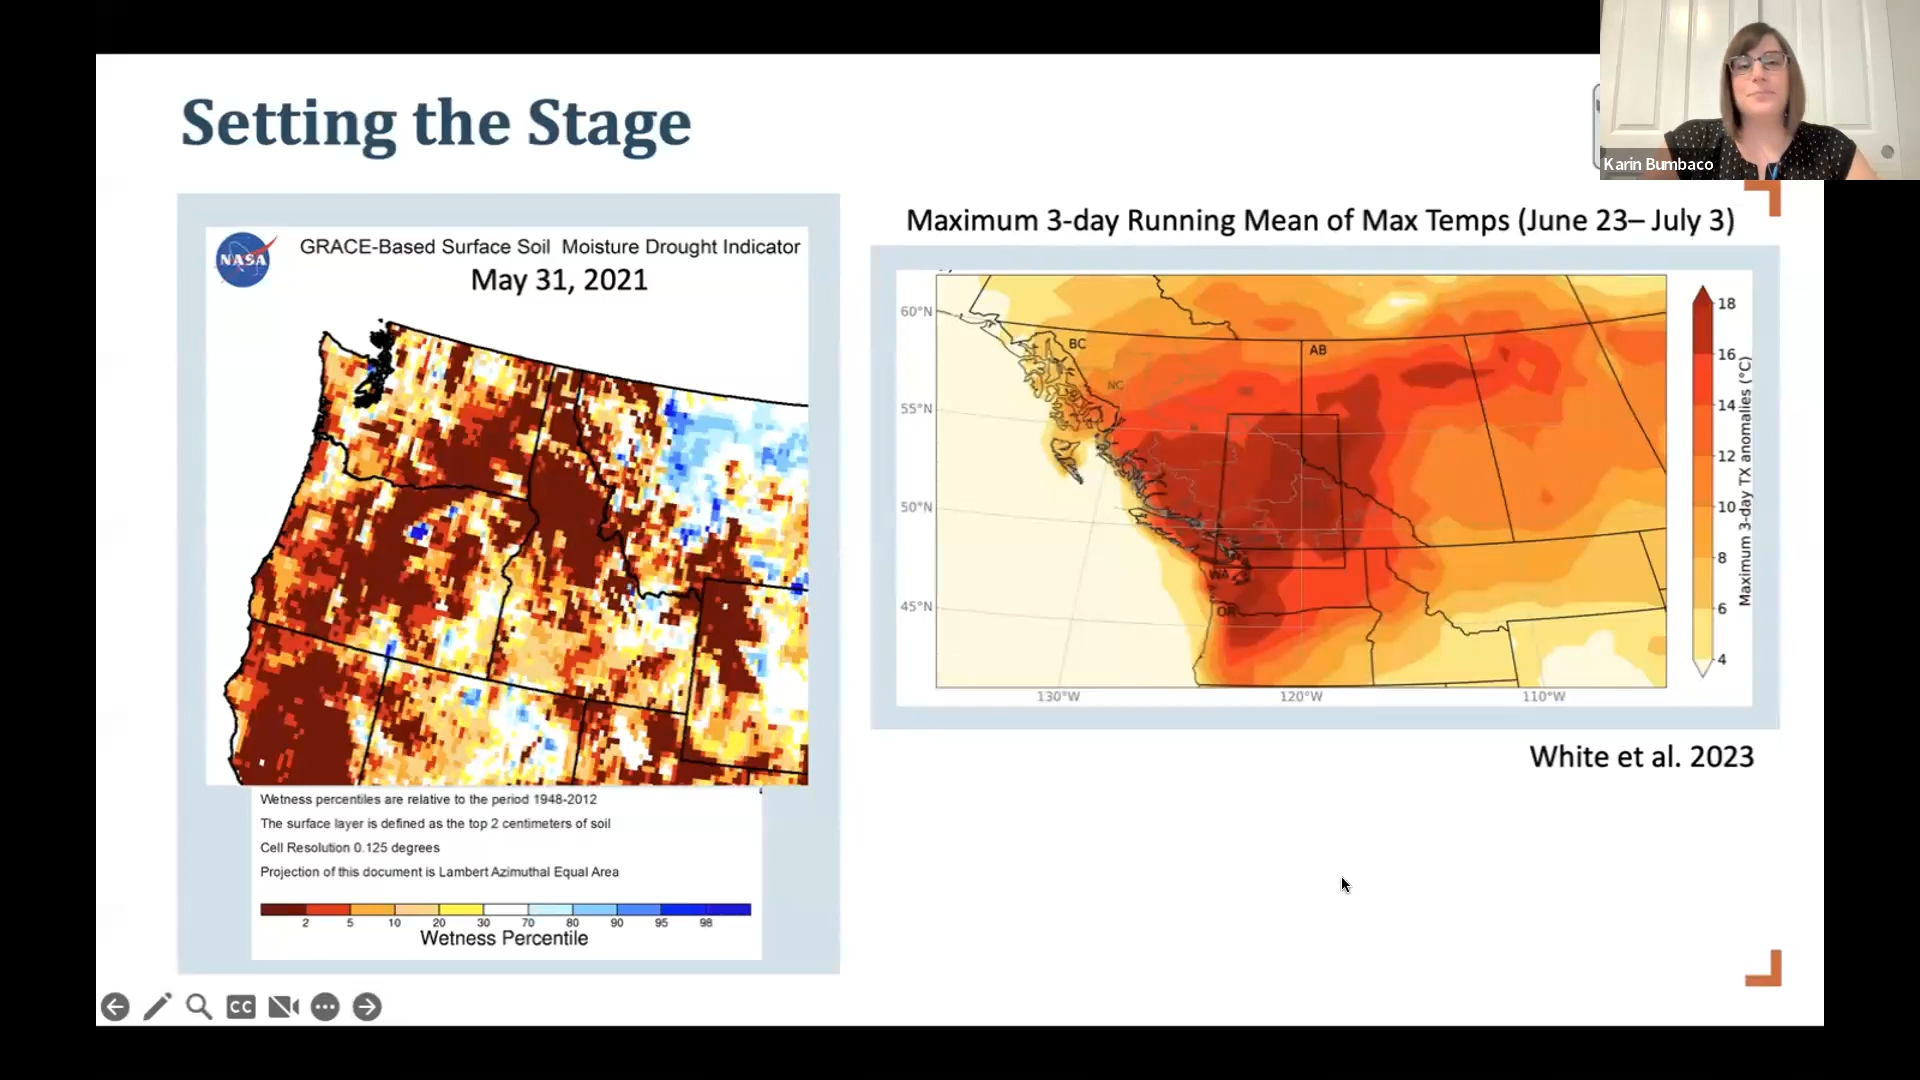 Setting the Stage
Karin Bumbaco
NASA
GRACE-Based Surface Soil Moisture Drought Indicator
May 31, 2021
Wetness percentiles are relative to the period 1948-2012
The surface layer is defined as the top 2 centimeters of soil
Cell Resolution 0.125 degrees
Projection of this document is Lambert Azimuthal Equal Area
2 5 10 20 30 70 80 90 95 98
Wetness Percentile
Maximum 3-day Running Mean of Max Temps (June 23– July 3)
60°N
55°N
50°N
45°N
BC
AB
NC
WA
OR
130°W 120°W 110°W
18
16
14
12
10
8
6
4
Maximum 3-day TX anomalies (°C)
White et al. 2023
CC